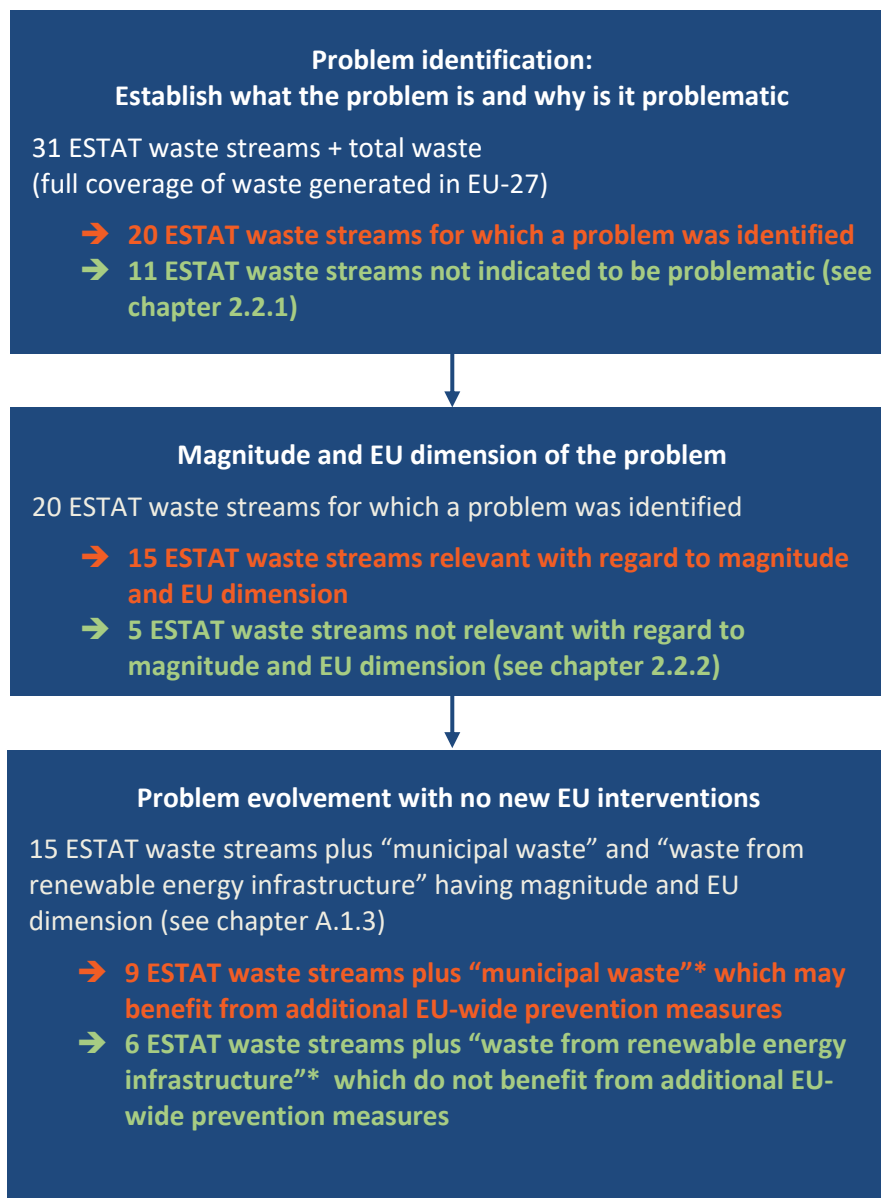 Problem identification:
Establish what the problem is and why is it problematic
31 ESTAT waste streams + total waste
(full coverage of waste generated in EU-27)
➔ 20 ESTAT waste streams for which a problem was identified
➔ 11 ESTAT waste streams not indicated to be problematic (see
chapter 2.2.1)
Magnitude and EU dimension of the problem
20 ESTAT waste streams for which a problem was identified
➔ 15 ESTAT waste streams relevant with regard to magnitude
and EU dimension
➔ 5 ESTAT waste streams not relevant with regard to
magnitude and EU dimension (see chapter 2.2.2)
Problem evolvement with no new EU interventions
15 ESTAT waste streams plus “municipal waste” and “waste from
renewable energy infrastructure” having magnitude and EU
dimension (see chapter A.1.3)
➔ 9 ESTAT waste streams plus “municipal waste”* which may
benefit from additional EU-wide prevention measures
➔ 6 ESTAT waste streams plus “waste from renewable energy
infrastructure”* which do not benefit from additional EU-
wide prevention measures